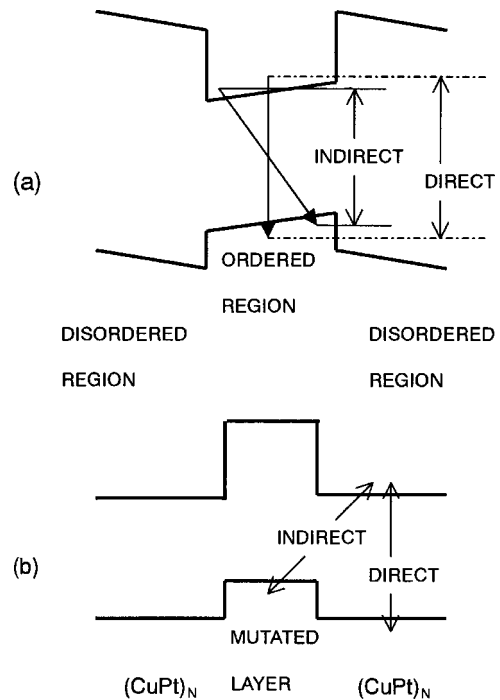 (a)
INDIRECT
DIRECT
ORDERED
REGION
DISORDERED
REGION
DISORDERED
REGION
(b)
INDIRECT
DIRECT
MUTATED
LAYER
(CuPt)N
(CuPt)N